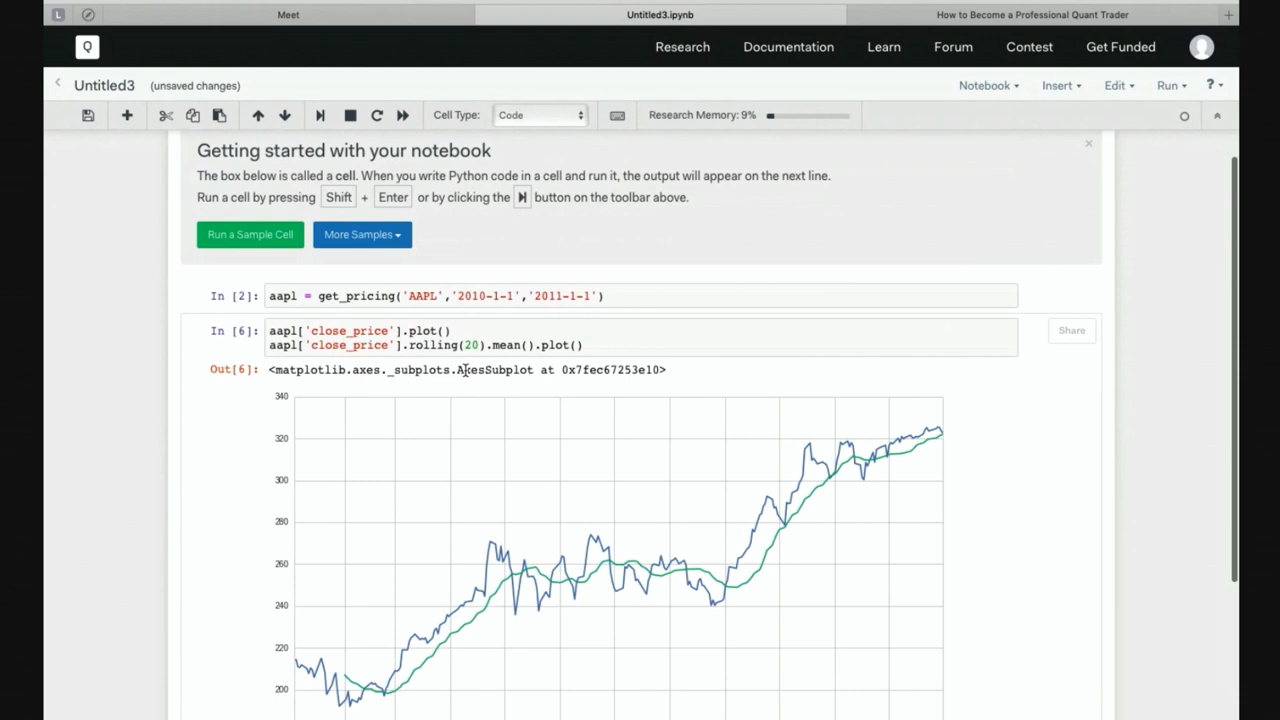 L
Meet
Untitled3.ipynb
How to Become a Professional Quant Trader
Q
Research Documentation Learn Forum Contest Get Funded
Untitled3 (unsaved changes)
Notebook Insert Edit Run ?
Cell Type: Code Research Memory: 9%
Getting started with your notebook
The box below is called a cell. When you write Python code in a cell and run it, the output will appear on the next line.
Run a cell by pressing Shift + Enter or by clicking the button on the toolbar above.
Run a Sample Cell More Samples
In [2]: aapl = get_pricing('AAPL','2010-1-1','2011-1-1')
In [6]: aapl['close_price'].plot()
aapl['close_price'].rolling(20).mean().plot()
Share
Out[6]: <matplotlib.axes._subplots.AxesSubplot at 0x7fec67253e10>
340
320
300
280
260
240
220
200